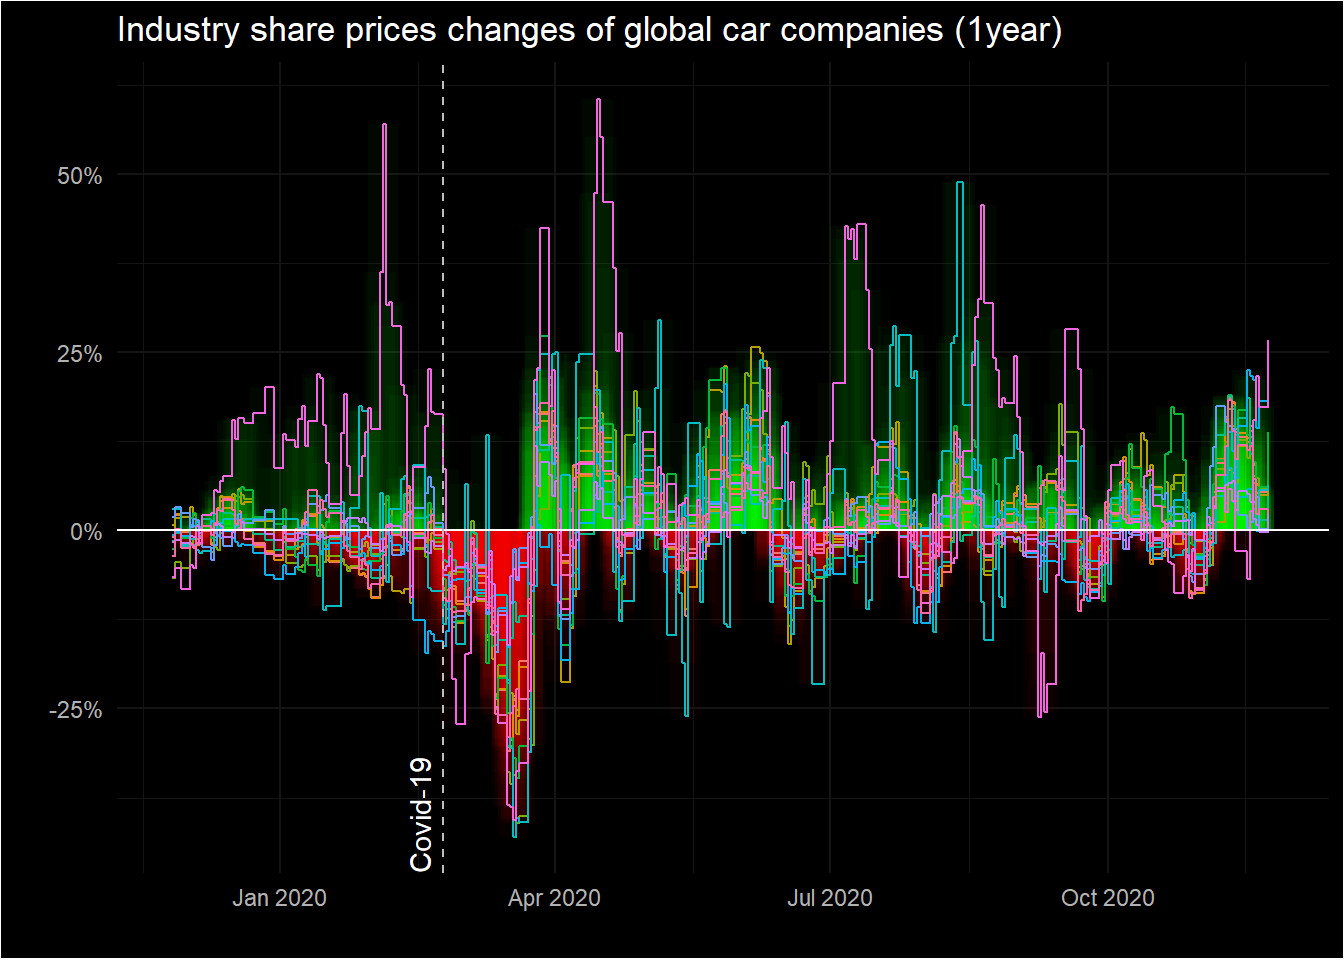 Industry share prices changes of global car companies (1year)
50%
25%
0%
-25%
Covid-19
Jan 2020
Apr 2020
Jul 2020
Oct 2020